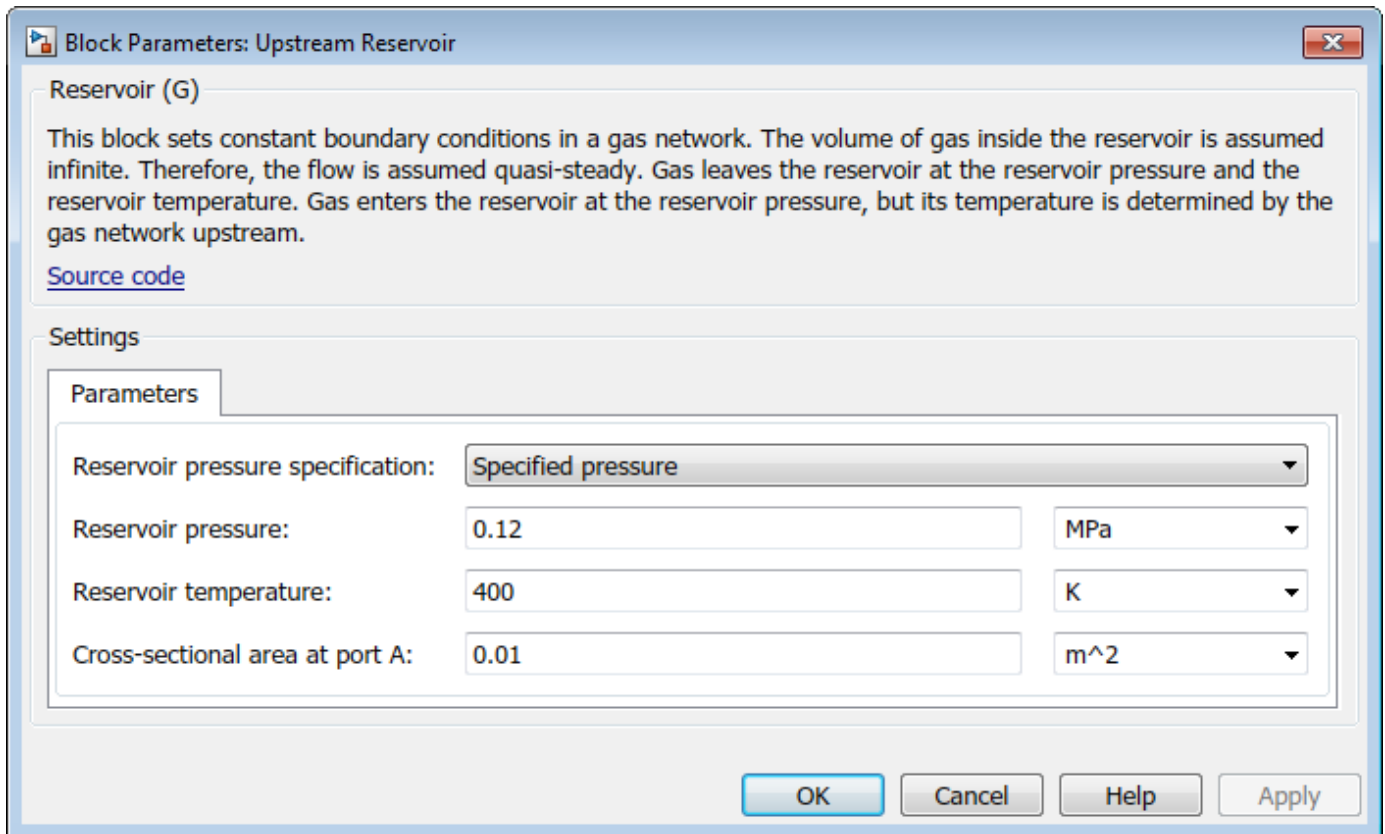 Block Parameters: Upstream Reservoir
Reservoir (G)
This block sets constant boundary conditions in a gas network. The volume of gas inside the reservoir is assumed
infinite. Therefore, the flow is assumed quasi-steady. Gas leaves the reservoir at the reservoir pressure and the
reservoir temperature. Gas enters the reservoir at the reservoir pressure, but its temperature is determined by the
gas network upstream.
Source code
Settings
Parameters
Reservoir pressure specification: Specified pressure
Reservoir pressure: 0.12 MPa
Reservoir temperature: 400 K
Cross-sectional area at port A: 0.01 m^2
OK Cancel Help Apply